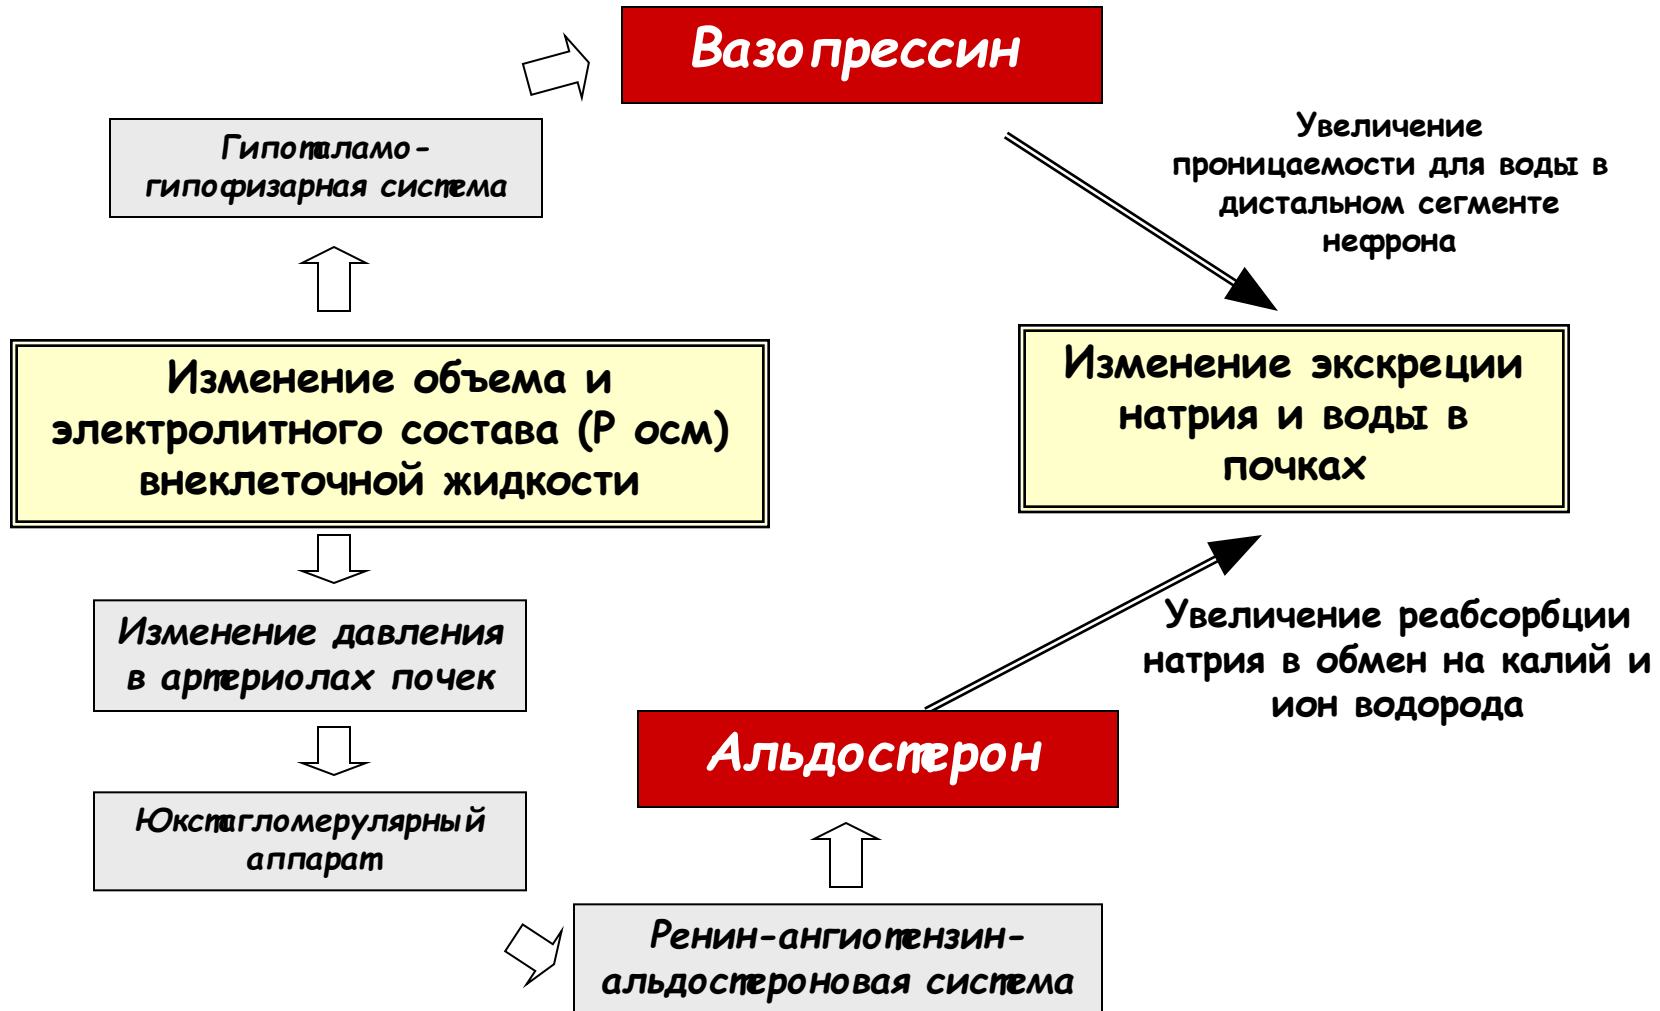 Вазопрессин
Гипоталамо-
гипофизарная система
Увеличение
проницаемости для воды в
дистальном сегменте
нефрона
Изменение объема и
электролитного состава (Р осм)
внеклеточной жидкости
Изменение экскреции
натрия и воды в
почках
Изменение давления
в артериолах почек
Увеличение реабсорбции
натрия в обмен на калий и
ион водорода
Альдостерон
Юкстагломерулярный
аппарат
Ренин-ангиотензин-
альдостероновая система